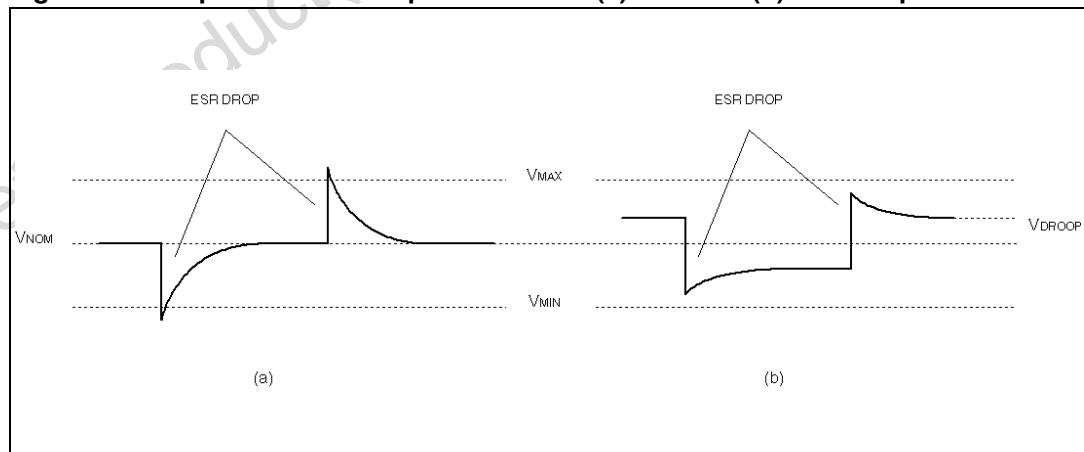 ESR DROP
ESR DROP
VMAX
VNOM
VDROOP
VMIN
(a)
(b)